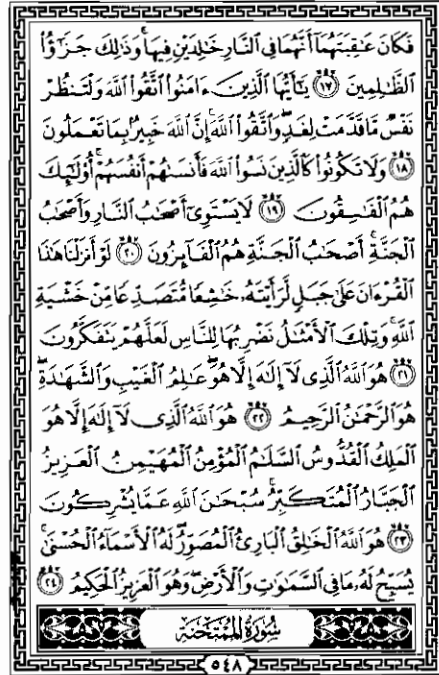 فَكَانَ عَٰقِبَتَهُمَآ أَنَّهُمَا فِى ٱلنَّارِ خَٰلِدَيْنِ فِيهَا ۚ وَذَٰلِكَ جَزَٰٓؤُا۟
ٱلظَّٰلِمِينَ ﴿١٧﴾ يَٰٓأَيُّهَا ٱلَّذِينَ ءَامَنُوا۟ ٱتَّقُوا۟ ٱللَّهَ وَلْتَنظُرْ
نَفْسٌ مَّا قَدَّمَتْ لِغَدٍ ۖ وَٱتَّقُوا۟ ٱللَّهَ ۚ إِنَّ ٱللَّهَ خَبِيرٌۢ بِمَا تَعْمَلُونَ
﴿١٨﴾ وَلَا تَكُونُوا۟ كَٱلَّذِينَ نَسُوا۟ ٱللَّهَ فَأَنسَىٰهُمْ أَنفُسَهُمْ ۚ أُو۟لَٰٓئِكَ
هُمُ ٱلْفَٰسِقُونَ ﴿١٩﴾ لَا يَسْتَوِىٓ أَصْحَٰبُ ٱلنَّارِ وَأَصْحَٰبُ
ٱلْجَنَّةِ ۚ أَصْحَٰبُ ٱلْجَنَّةِ هُمُ ٱلْفَآئِزُونَ ﴿٢٠﴾ لَوْ أَنزَلْنَا هَٰذَا
ٱلْقُرْءَانَ عَلَىٰ جَبَلٍ لَّرَأَيْتَهُۥ خَٰشِعًا مُّتَصَدِّعًا مِّنْ خَشْيَةِ
ٱللَّهِ ۚ وَتِلْكَ ٱلْأَمْثَٰلُ نَضْرِبُهَا لِلنَّاسِ لَعَلَّهُمْ يَتَفَكَّرُونَ
﴿٢١﴾ هُوَ ٱللَّهُ ٱلَّذِى لَآ إِلَٰهَ إِلَّا هُوَ ۖ عَٰلِمُ ٱلْغَيْبِ وَٱلشَّهَٰدَةِ ۖ
هُوَ ٱلرَّحْمَٰنُ ٱلرَّحِيمُ ﴿٢٢﴾ هُوَ ٱللَّهُ ٱلَّذِى لَآ إِلَٰهَ إِلَّا هُوَ
ٱلْمَلِكُ ٱلْقُدُّوسُ ٱلسَّلَٰمُ ٱلْمُؤْمِنُ ٱلْمُهَيْمِنُ ٱلْعَزِيزُ
ٱلْجَبَّارُ ٱلْمُتَكَبِّرُ ۚ سُبْحَٰنَ ٱللَّهِ عَمَّا يُشْرِكُونَ
﴿٢٣﴾ هُوَ ٱللَّهُ ٱلْخَٰلِقُ ٱلْبَارِئُ ٱلْمُصَوِّرُ ۖ لَهُ ٱلْأَسْمَآءُ ٱلْحُسْنَىٰ ۚ
يُسَبِّحُ لَهُۥ مَا فِى ٱلسَّمَٰوَٰتِ وَٱلْأَرْضِ ۖ وَهُوَ ٱلْعَزِيزُ ٱلْحَكِيمُ ﴿٢٤﴾
سُورَةُ المُمْتَحنَةِ
٥٤٨